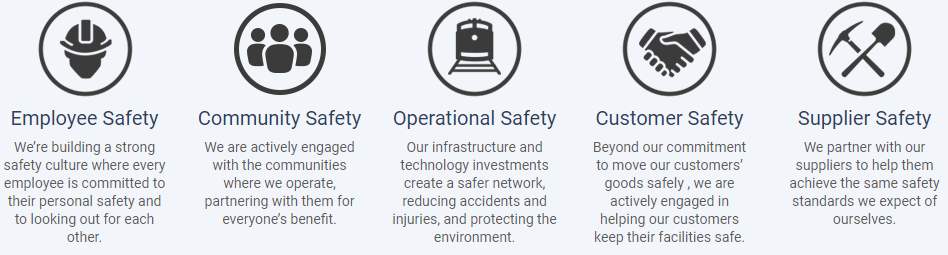 Employee Safety
We're building a strong
safety culture where every
employee is committed to
their personal safety and
to looking out for each
other.
Community Safety
We are actively engaged
with the communities
where we operate,
partnering with them for
everyone's benefit.
Operational Safety
Our infrastructure and
technology investments
create a safer network,
reducing accidents and
injuries, and protecting the
environment.
Customer Safety
Beyond our commitment
to move our customers'
goods safely , we are
actively engaged in
helping our customers
keep their facilities safe.
Supplier Safety
We partner with our
suppliers to help them
achieve the same safety
standards we expect of
ourselves.